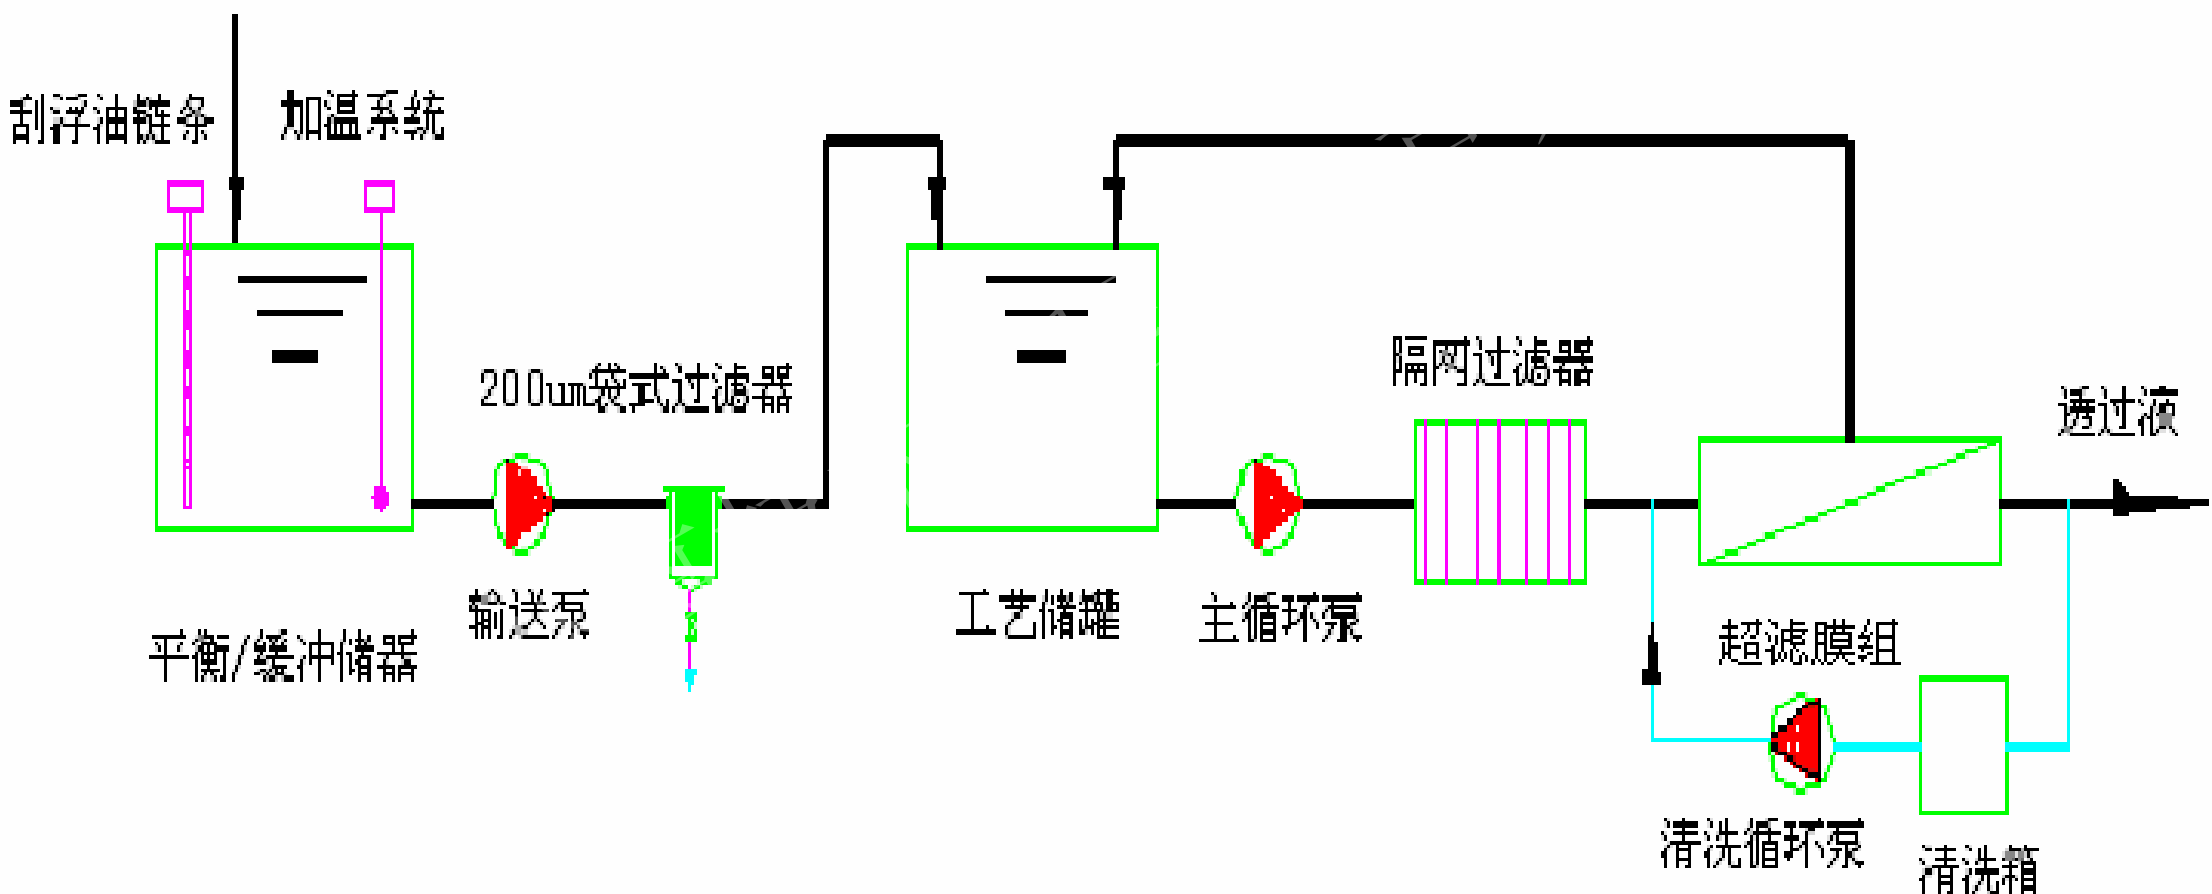 刮浮油链条
加温系统
200um袋式过滤器
隔网过滤器
透过液
输送泵
平衡/缓冲储器
工艺储罐
主循环泵
超滤膜组
清洗循环泵
清洗箱